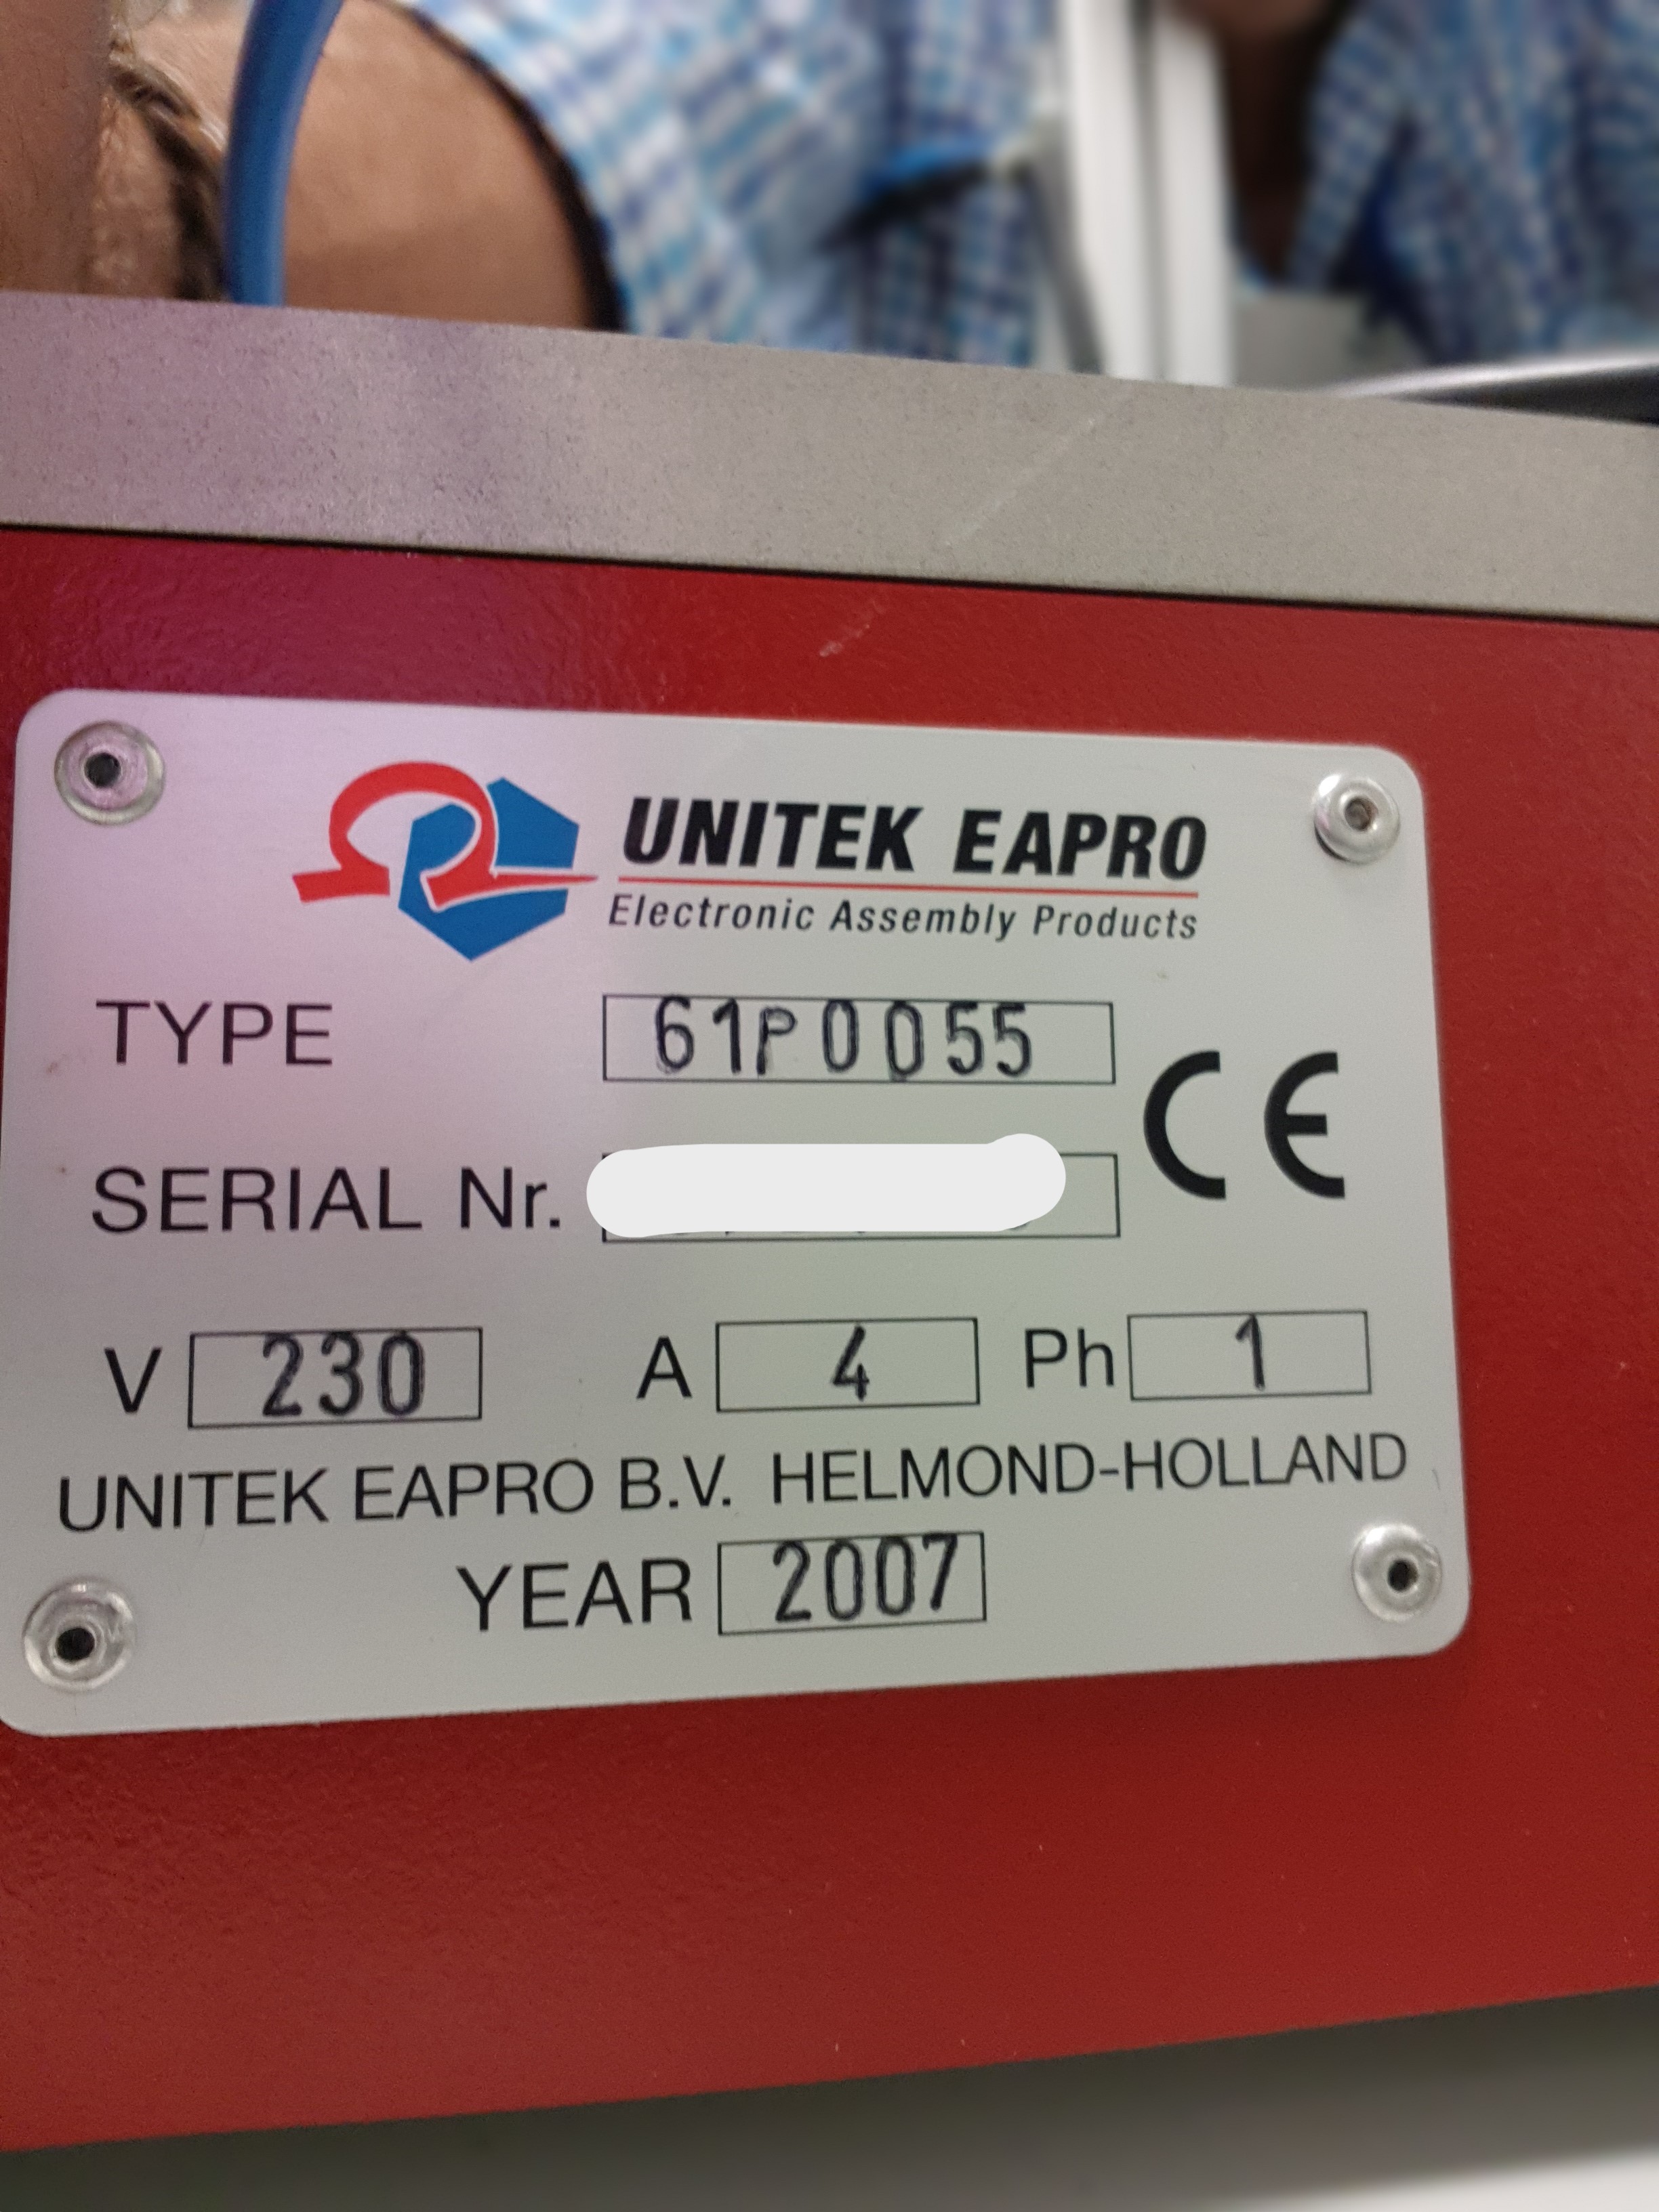 UNITEK EAPRO
Electronic Assembly Products
TYPE 61P0055
CE
SERIAL Nr.
V 230 A 4 Ph 1
UNITEK EAPRO B.V. HELMOND-HOLLAND
YEAR 2007